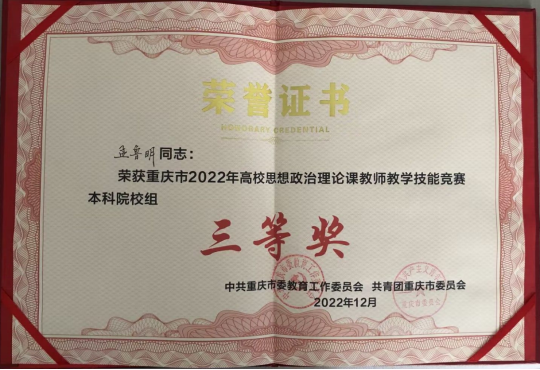 荣誉证书
HONORARY CREDENTIAL
孟鲁明同志：
荣获重庆市2022年高校思想政治理论课教师教学技能竞赛
本科院校组
三等奖
中共重庆市委教育工作委员会 共青团重庆市委员会
2022年12月